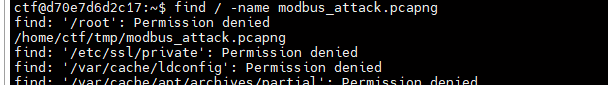 ctf@d70e7d6d2c17:~$ find / -name modbus_attack.pcapng
find: '/root': Permission denied
/home/ctf/tmp/modbus_attack.pcapng
find: '/etc/ssl/private': Permission denied
find: '/var/cache/ldconfig': Permission denied
find: '/var/cache/apt/archives/partial': Permission denied